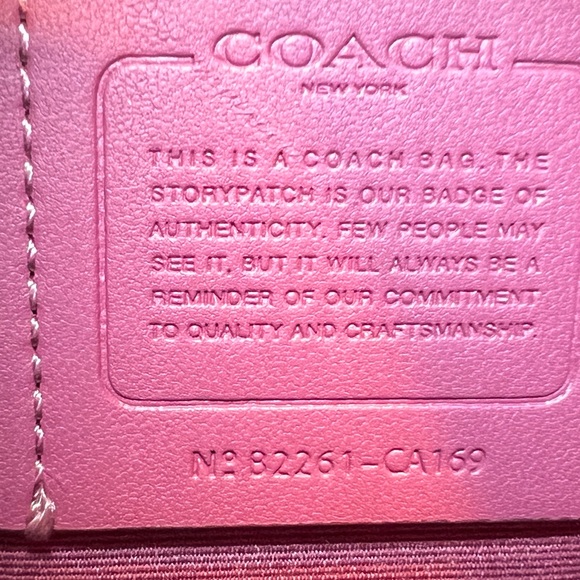 COACH
NEW YORK
THIS IS A COACH BAG. THE
STORYPATCH IS OUR BADGE OF
AUTHENTICITY. FEW PEOPLE MAY
SEE IT, BUT IT WILL ALWAYS BE A
REMINDER OF OUR COMMITMENT
TO QUALITY AND CRAFTSMANSHIP.
Nº 82261-CA169